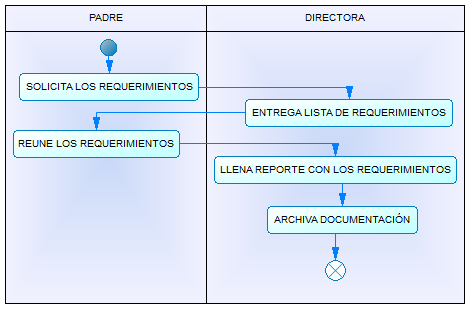 PADRE
DIRECTORA
SOLICITA LOS REQUERIMIENTOS
ENTREGA LISTA DE REQUERIMIENTOS
REUNE LOS REQUERIMIENTOS
LLENA REPORTE CON LOS REQUERIMIENTOS
ARCHIVA DOCUMENTACIÓN